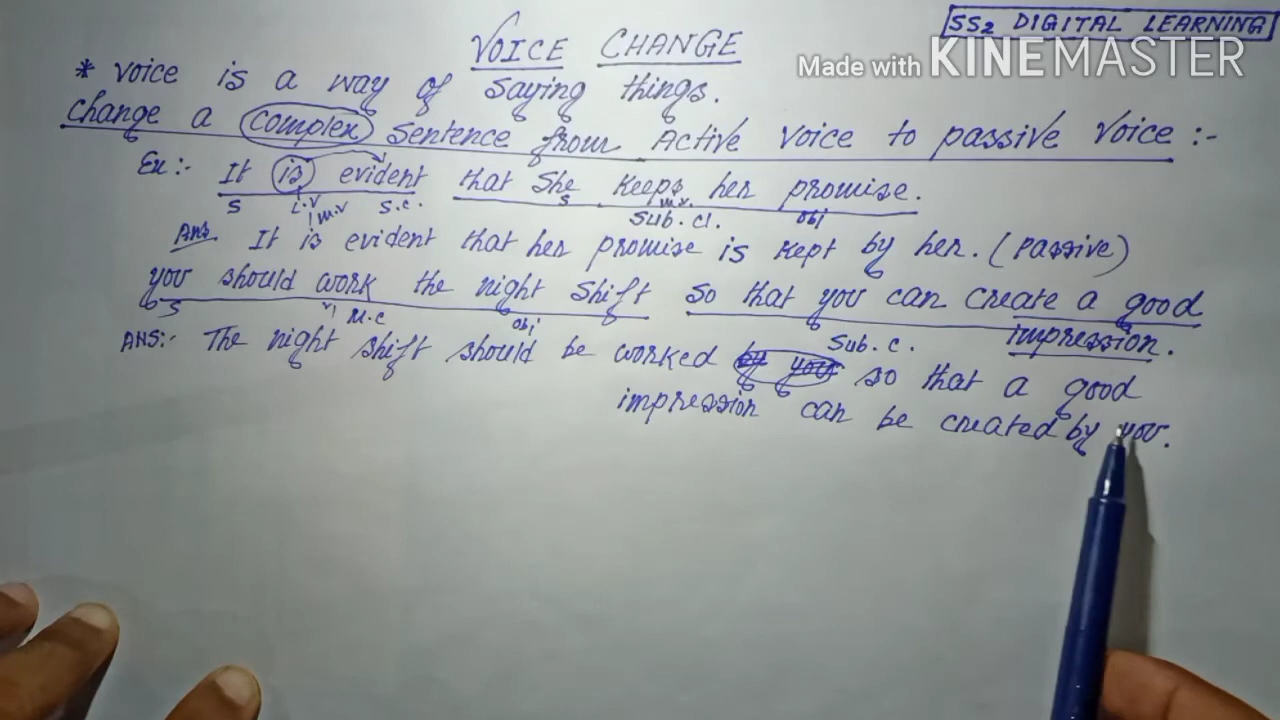 SS2 DIGITAL LEARNING
Made with KINEMASTER
VOICE CHANGE
* Voice is a way of saying things.
Change a complex sentence from Active voice to passive voice :-
Ex :- It is evident that she keeps her promise.
S L.V S.C. S M.V. obj
M.V Sub. cl.
Ans It is evident that her promise is kept by her. (Passive)
You should work the night shift so that you can create a good
impression.
S V M.C obj Sub. C.
ANS:- The night shift should be worked by you so that a good
impression can be created by you.